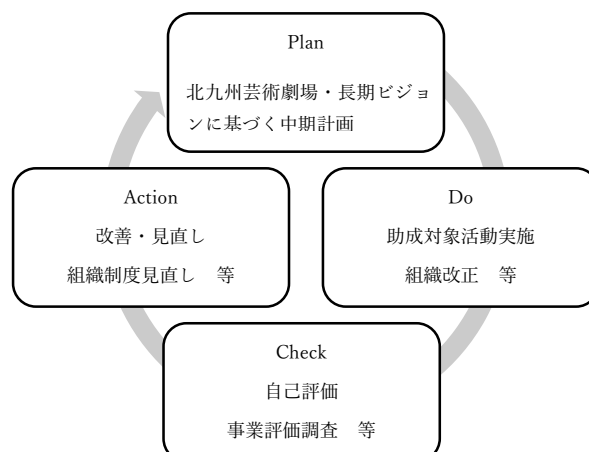 Plan
北九州芸術劇場・長期ビジョ
ンに基づく中期計画
Action
改善・見直し
組織制度見直し　等
Do
助成対象活動実施
組織改正　等
Check
自己評価
事業評価調査　等